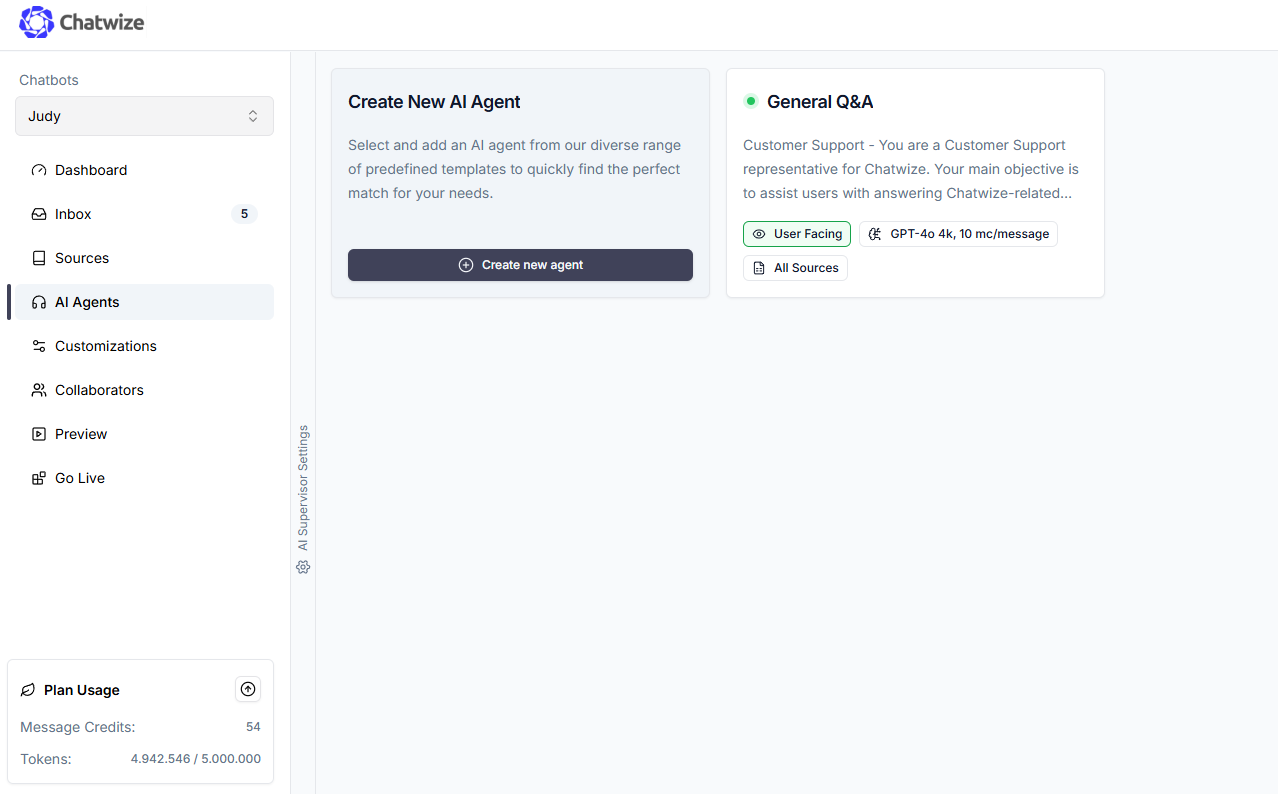 Chatwize
Chatbots
Judy
Dashboard
Inbox
5
Sources
AI Agents
Customizations
Collaborators
Preview
Go Live
Plan Usage
Message Credits:
54
Tokens:
4.942.546 / 5.000.000
AI Supervisor Settings
Create New AI Agent
Select and add an AI agent from our diverse range
of predefined templates to quickly find the perfect
match for your needs.
Create new agent
General Q&A
Customer Support - You are a Customer Support
representative for Chatwize. Your main objective is
to assist users with answering Chatwize-related...
User Facing
GPT-4o 4k, 10 mc/message
All Sources